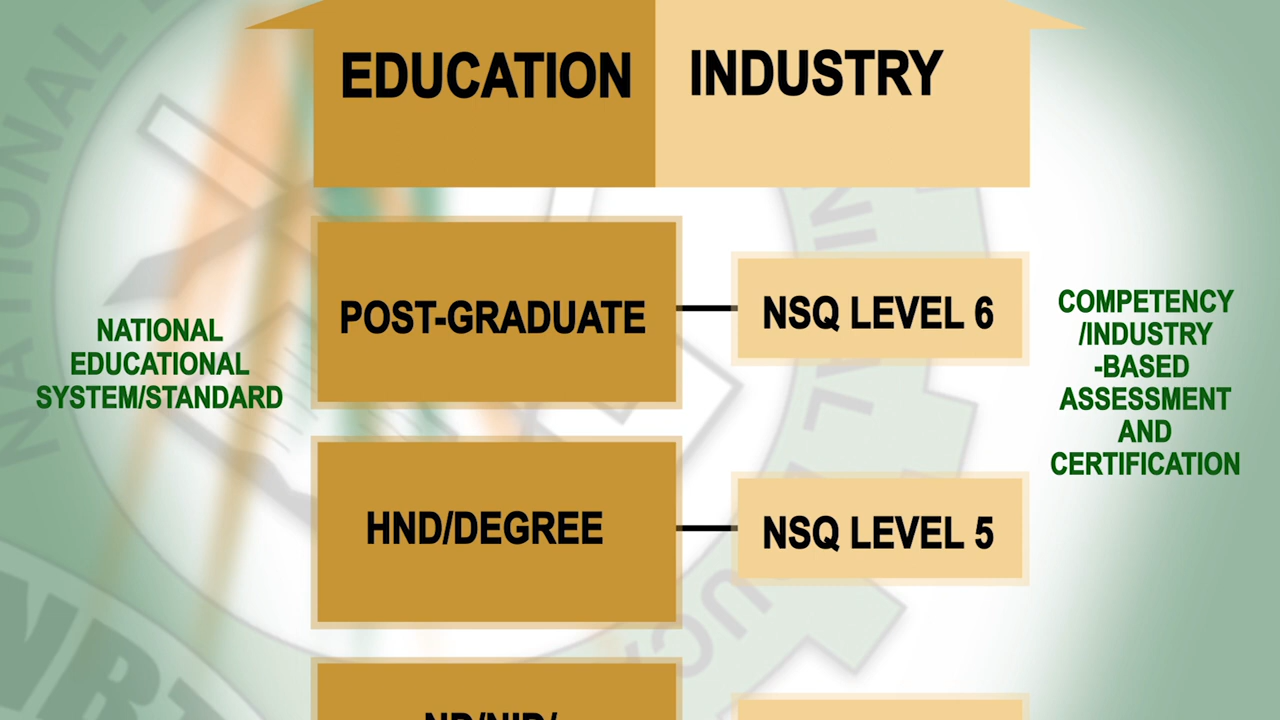 EDUCATION
INDUSTRY
POST-GRADUATE
NSQ LEVEL 6
NATIONAL
EDUCATIONAL
SYSTEM/STANDARD
COMPETENCY
/INDUSTRY
-BASED
ASSESSMENT
AND
CERTIFICATION
HND/DEGREE
NSQ LEVEL 5
NATIONAL